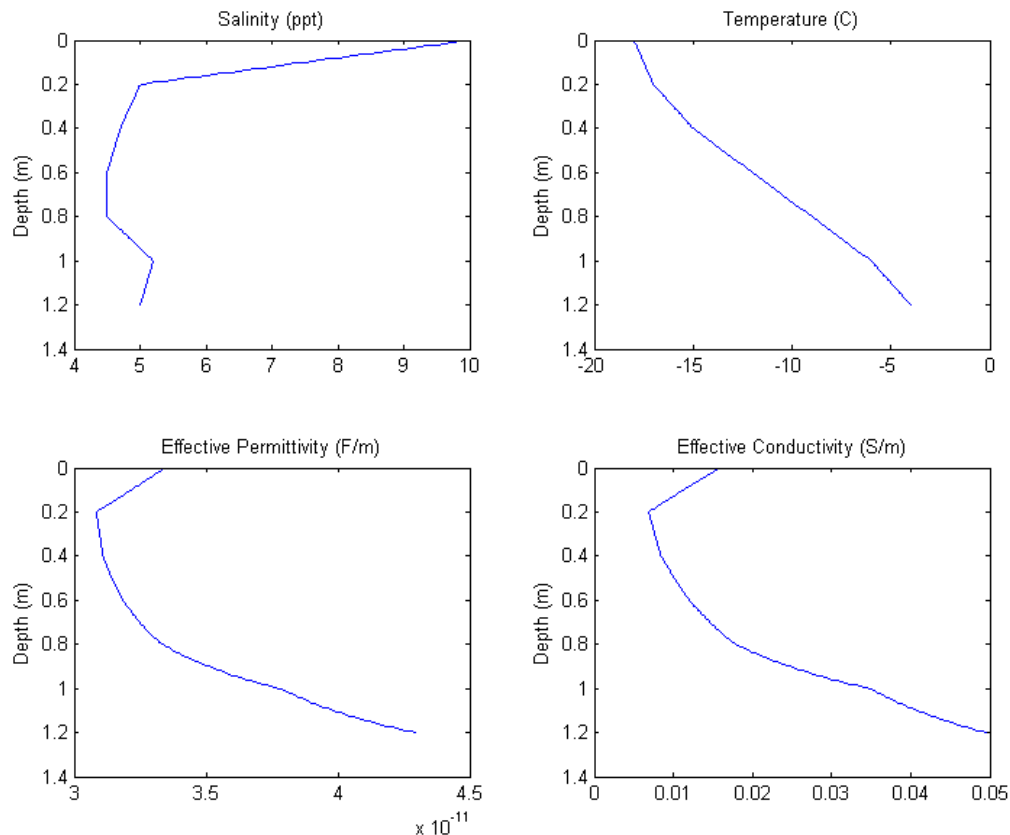 Salinity (ppt)
0
0.2
0.4
0.6
0.8
1
1.2
1.4
Depth (m)
4 5 6 7 8 9 10
Temperature (C)
0
0.2
0.4
0.6
0.8
1
1.2
1.4
Depth (m)
-20 -15 -10 -5 0
Effective Permittivity (F/m)
0
0.2
0.4
0.6
0.8
1
1.2
1.4
Depth (m)
3 3.5 4 4.5
x 10-11
Effective Conductivity (S/m)
0
0.2
0.4
0.6
0.8
1
1.2
1.4
Depth (m)
0 0.01 0.02 0.03 0.04 0.05